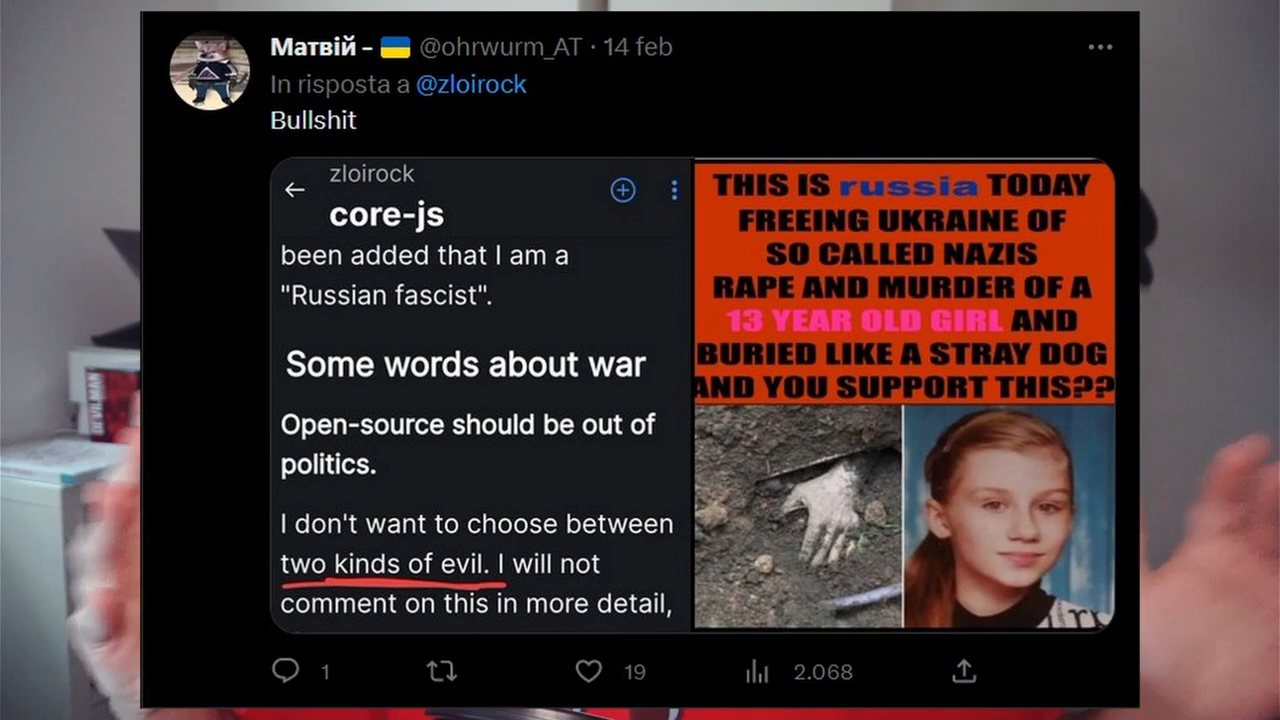 Матвій - 🇺🇦 @ohrwurm_AT · 14 feb
In risposta a @zloirock
Bullshit
zloirock
core-js
been added that I am a
"Russian fascist".
Some words about war
Open-source should be out of
politics.
I don't want to choose between
two kinds of evil. I will not
comment on this in more detail,
THIS IS russia TODAY
FREEING UKRAINE OF
SO CALLED NAZIS
RAPE AND MURDER OF A
13 YEAR OLD GIRL AND
BURIED LIKE A STRAY DOG
AND YOU SUPPORT THIS??
1
19
2.068